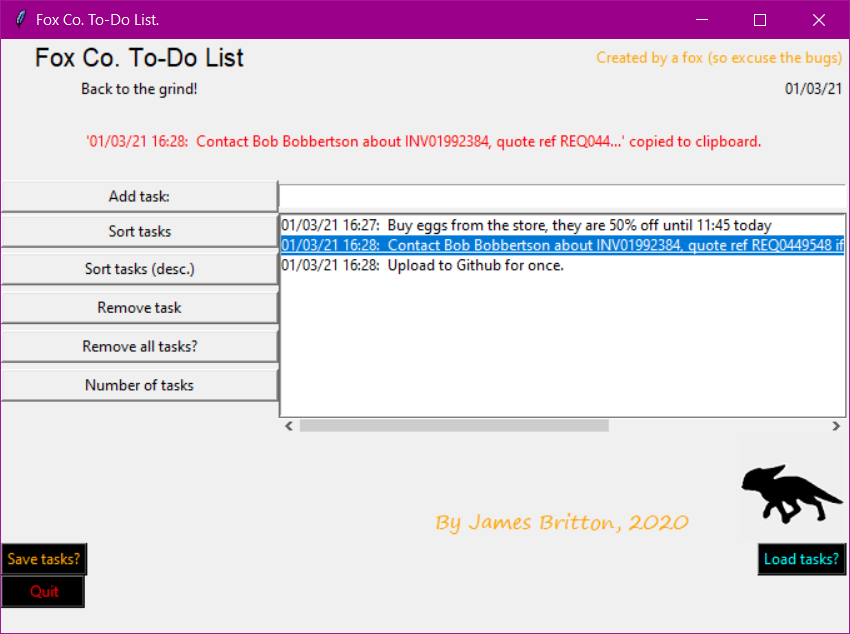 Fox Co. To-Do List.
Fox Co. To-Do List
Created by a fox (so excuse the bugs)
Back to the grind!
01/03/21
'01/03/21 16:28:  Contact Bob Bobbertson about INV01992384, quote ref REQ044...' copied to clipboard.
Add task:
Sort tasks
01/03/21 16:27:  Buy eggs from the store, they are 50% off until 11:45 today
01/03/21 16:28:  Contact Bob Bobbertson about INV01992384, quote ref REQ0449548 if
Sort tasks (desc.)
01/03/21 16:28:  Upload to Github for once.
Remove task
Remove all tasks?
Number of tasks
By James Britton, 2020
Save tasks?
Load tasks?
Quit